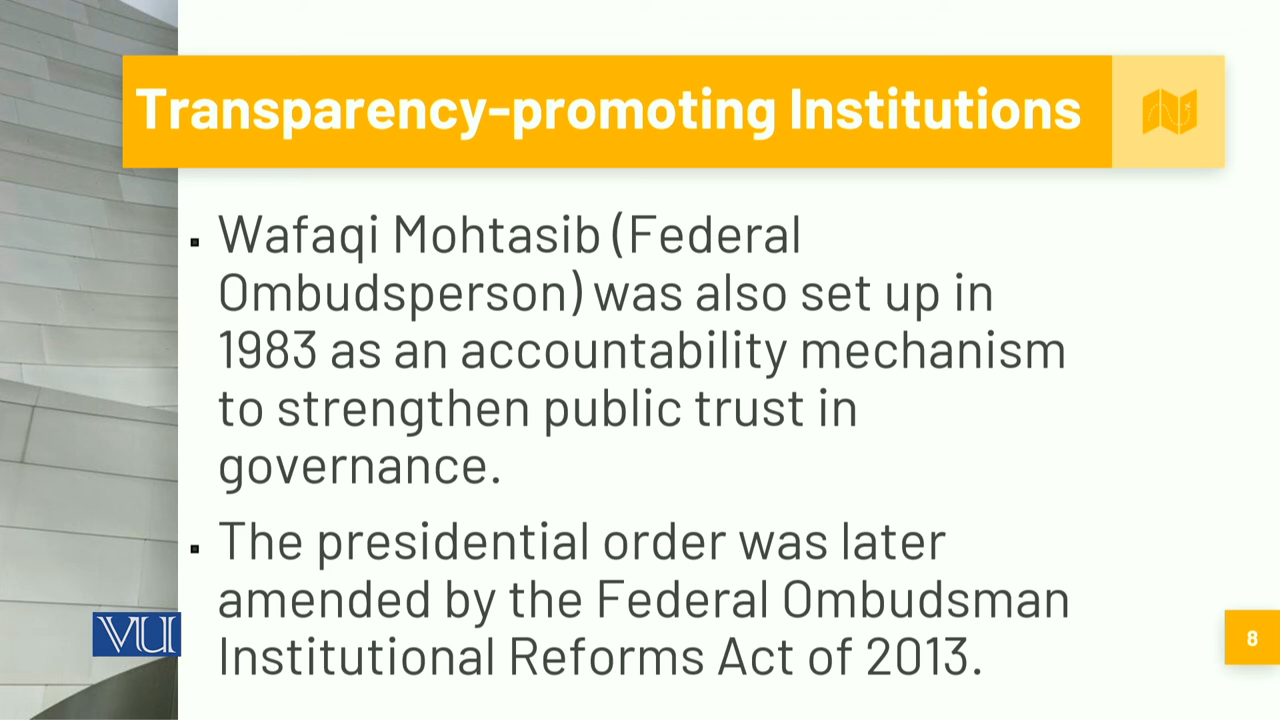 Transparency-promoting Institutions
▪ Wafaqi Mohtasib (Federal
Ombudsperson) was also set up in
1983 as an accountability mechanism
to strengthen public trust in
governance.
▪ The presidential order was later
amended by the Federal Ombudsman
Institutional Reforms Act of 2013.
VU
8